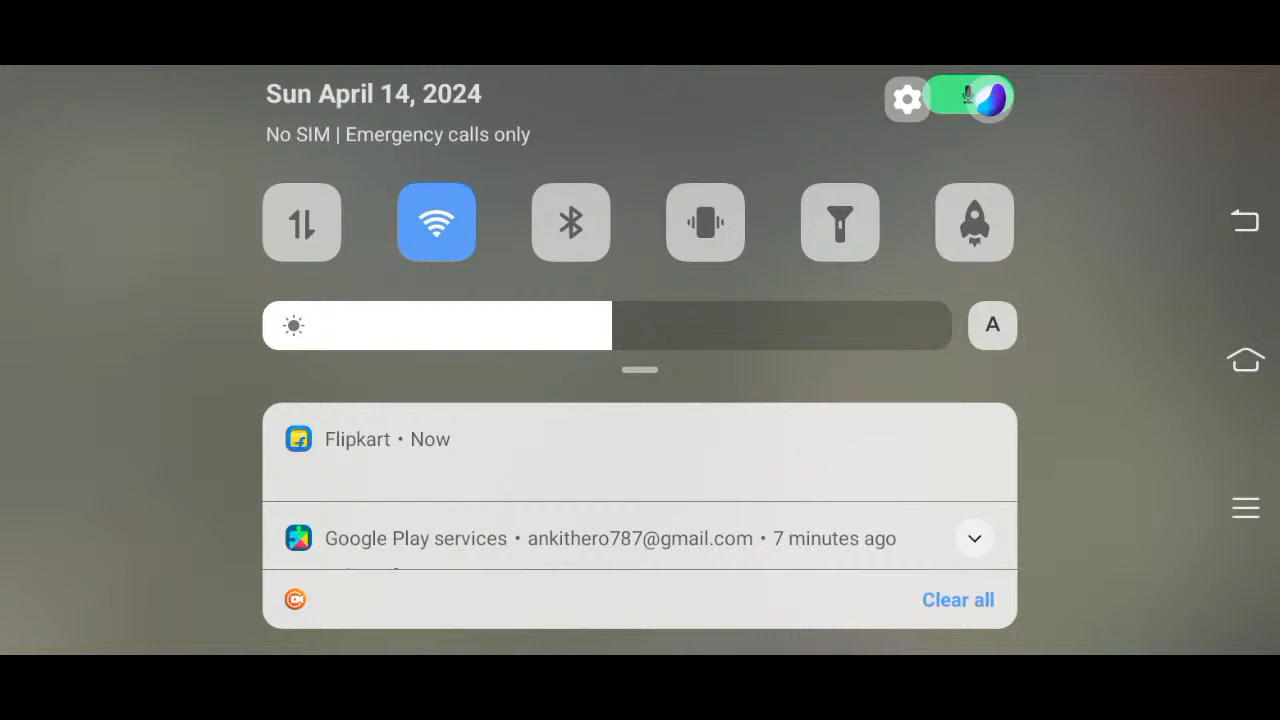 Sun April 14, 2024
No SIM | Emergency calls only
A
Flipkart • Now
Google Play services • ankithero787@gmail.com • 7 minutes ago
Clear all